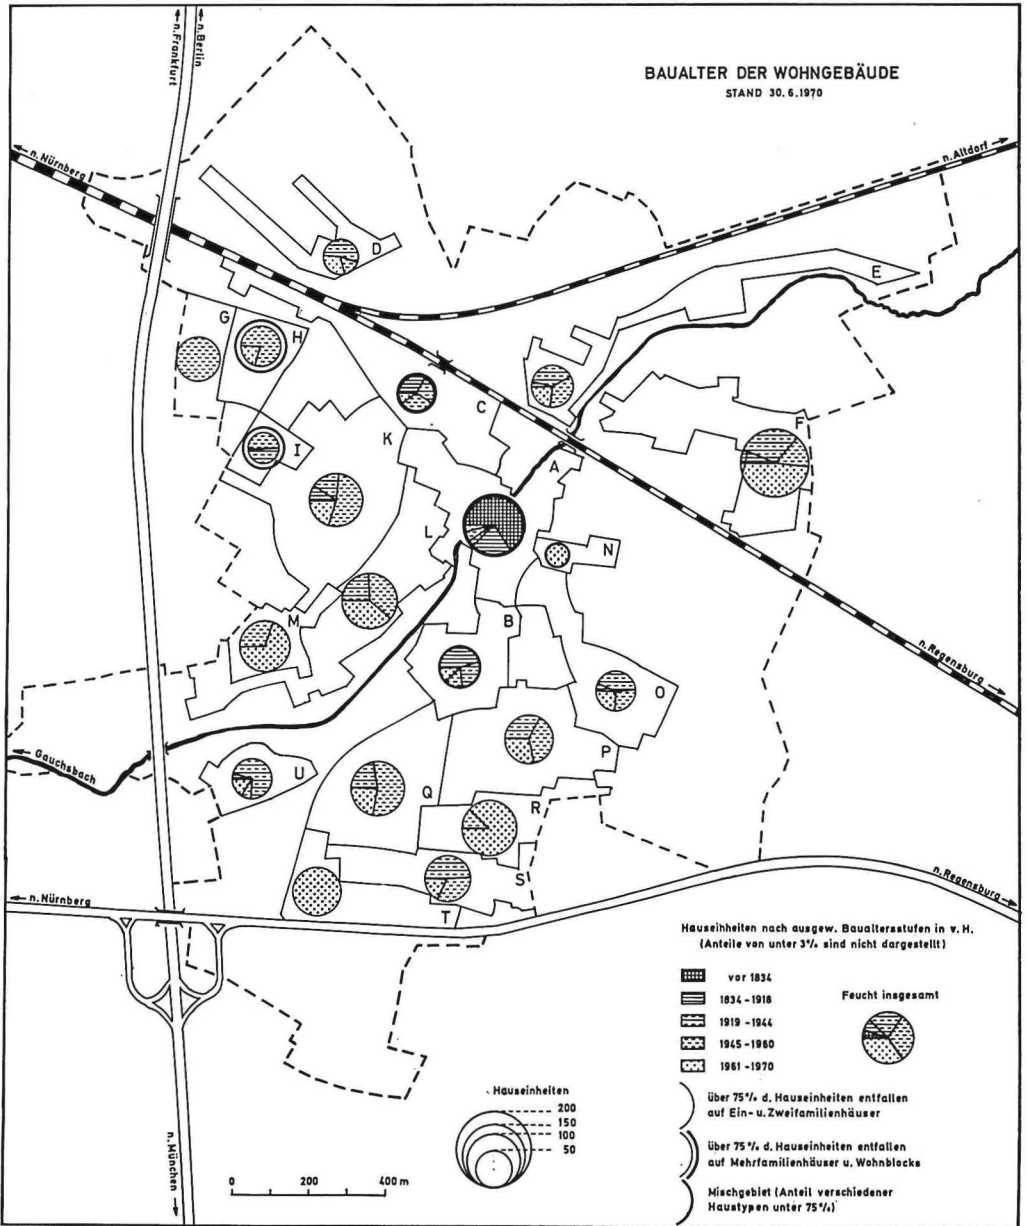 n. Frankfurt
n. Berlin
BAUALTER DER WOHNGEBÄUDE
STAND 30.6.1970
n. Nürnberg
n. Altdorf
D
E
G
H
F
C
K
I
A
L
N
M
B
n. Regensburg
O
P
Gauchsbach
U
Q
R
S
T
n. Nürnberg
n. Regensburg
n. München
Hauseinheiten nach ausgew. Baualtersstufen in v. H.
(Anteile von unter 3% sind nicht dargestellt)
vor 1834
1834 - 1918
1919 - 1944
1945 - 1960
1961 - 1970
Feucht insgesamt
Hauseinheiten
200
150
100
50
0 200 400 m
über 75% d. Hauseinheiten entfallen
auf Ein- u. Zweifamilienhäuser
über 75% d. Hauseinheiten entfallen
auf Mehrfamilienhäuser u. Wohnblocks
Mischgebiet (Anteil verschiedener
Haustypen unter 75%)